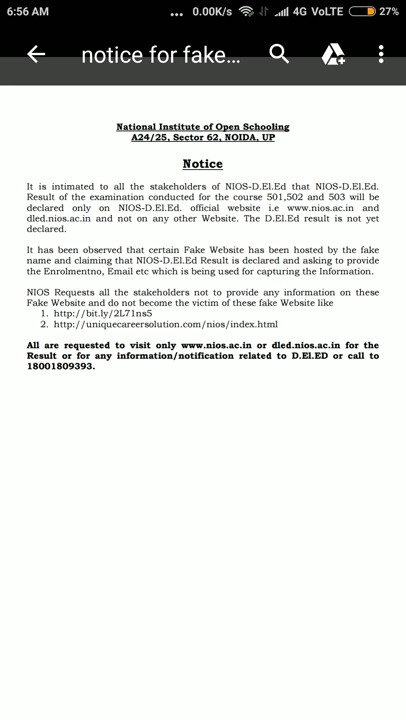 6:56 AM ... 0.00K/s 4G VoLTE 27%
notice for fake...
National Institute of Open Schooling
A24/25, Sector 62, NOIDA, UP
Notice
It is intimated to all the stakeholders of NIOS-D.El.Ed that NIOS-D.El.Ed.
Result of the examination conducted for the course 501,502 and 503 will be
declared only on NIOS-D.El.Ed. official website i.e www.nios.ac.in and
dled.nios.ac.in and not on any other Website. The D.El.Ed result is not yet
declared.
It has been observed that certain Fake Website has been hosted by the fake
name and claiming that NIOS-D.El.Ed Result is declared and asking to provide
the Enrolmentno, Email etc which is being used for capturing the Information.
NIOS Requests all the stakeholders not to provide any information on these
Fake Website and do not become the victim of these fake Website like
1. http://bit.ly/2L71ns5
2. http://uniquecareersolution.com/nios/index.html
All are requested to visit only www.nios.ac.in or dled.nios.ac.in for the
Result or for any information/notification related to D.El.ED or call to
18001809393.